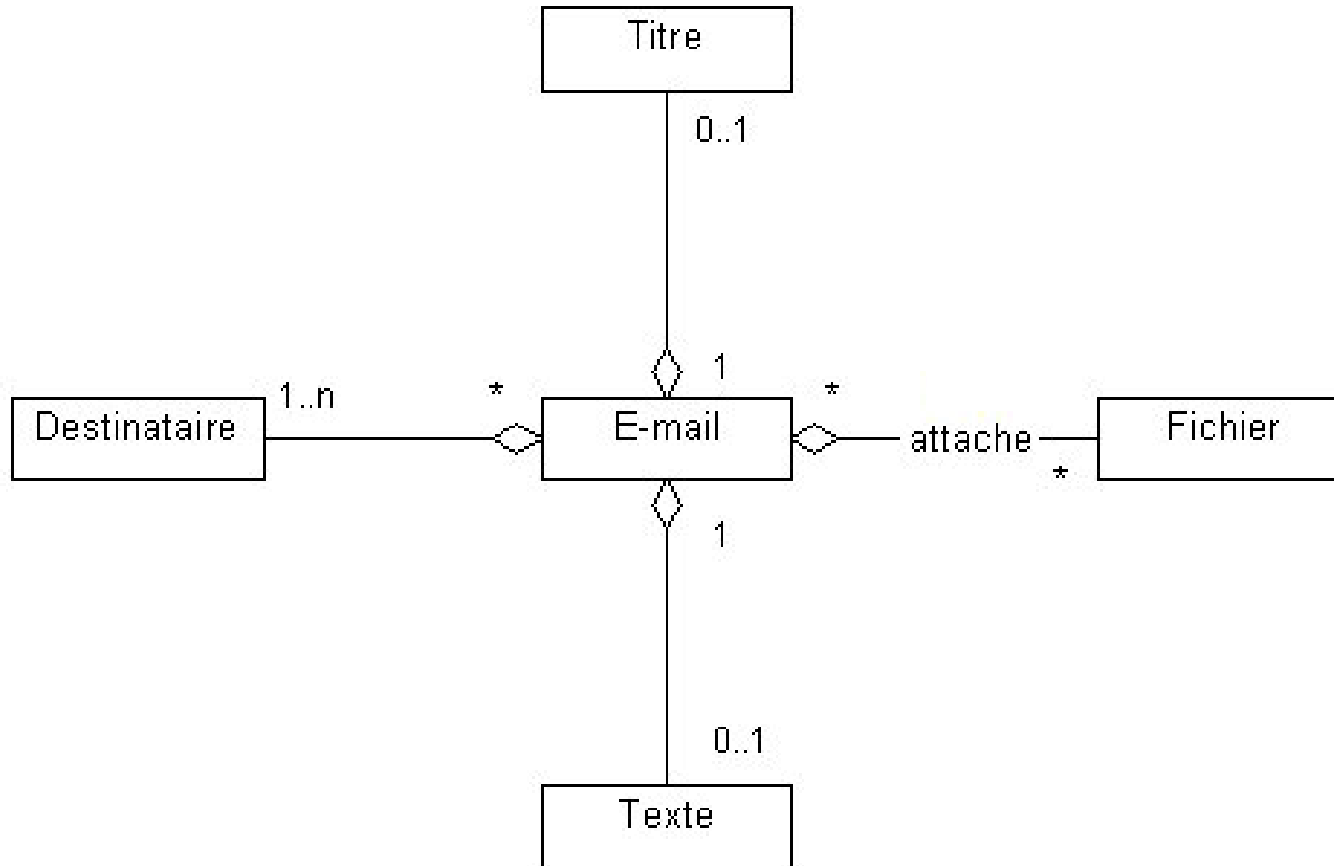 Titre
0..1
1
1..n
*
*
Destinataire
E-mail
attache
Fichier
*
1
0..1
Texte